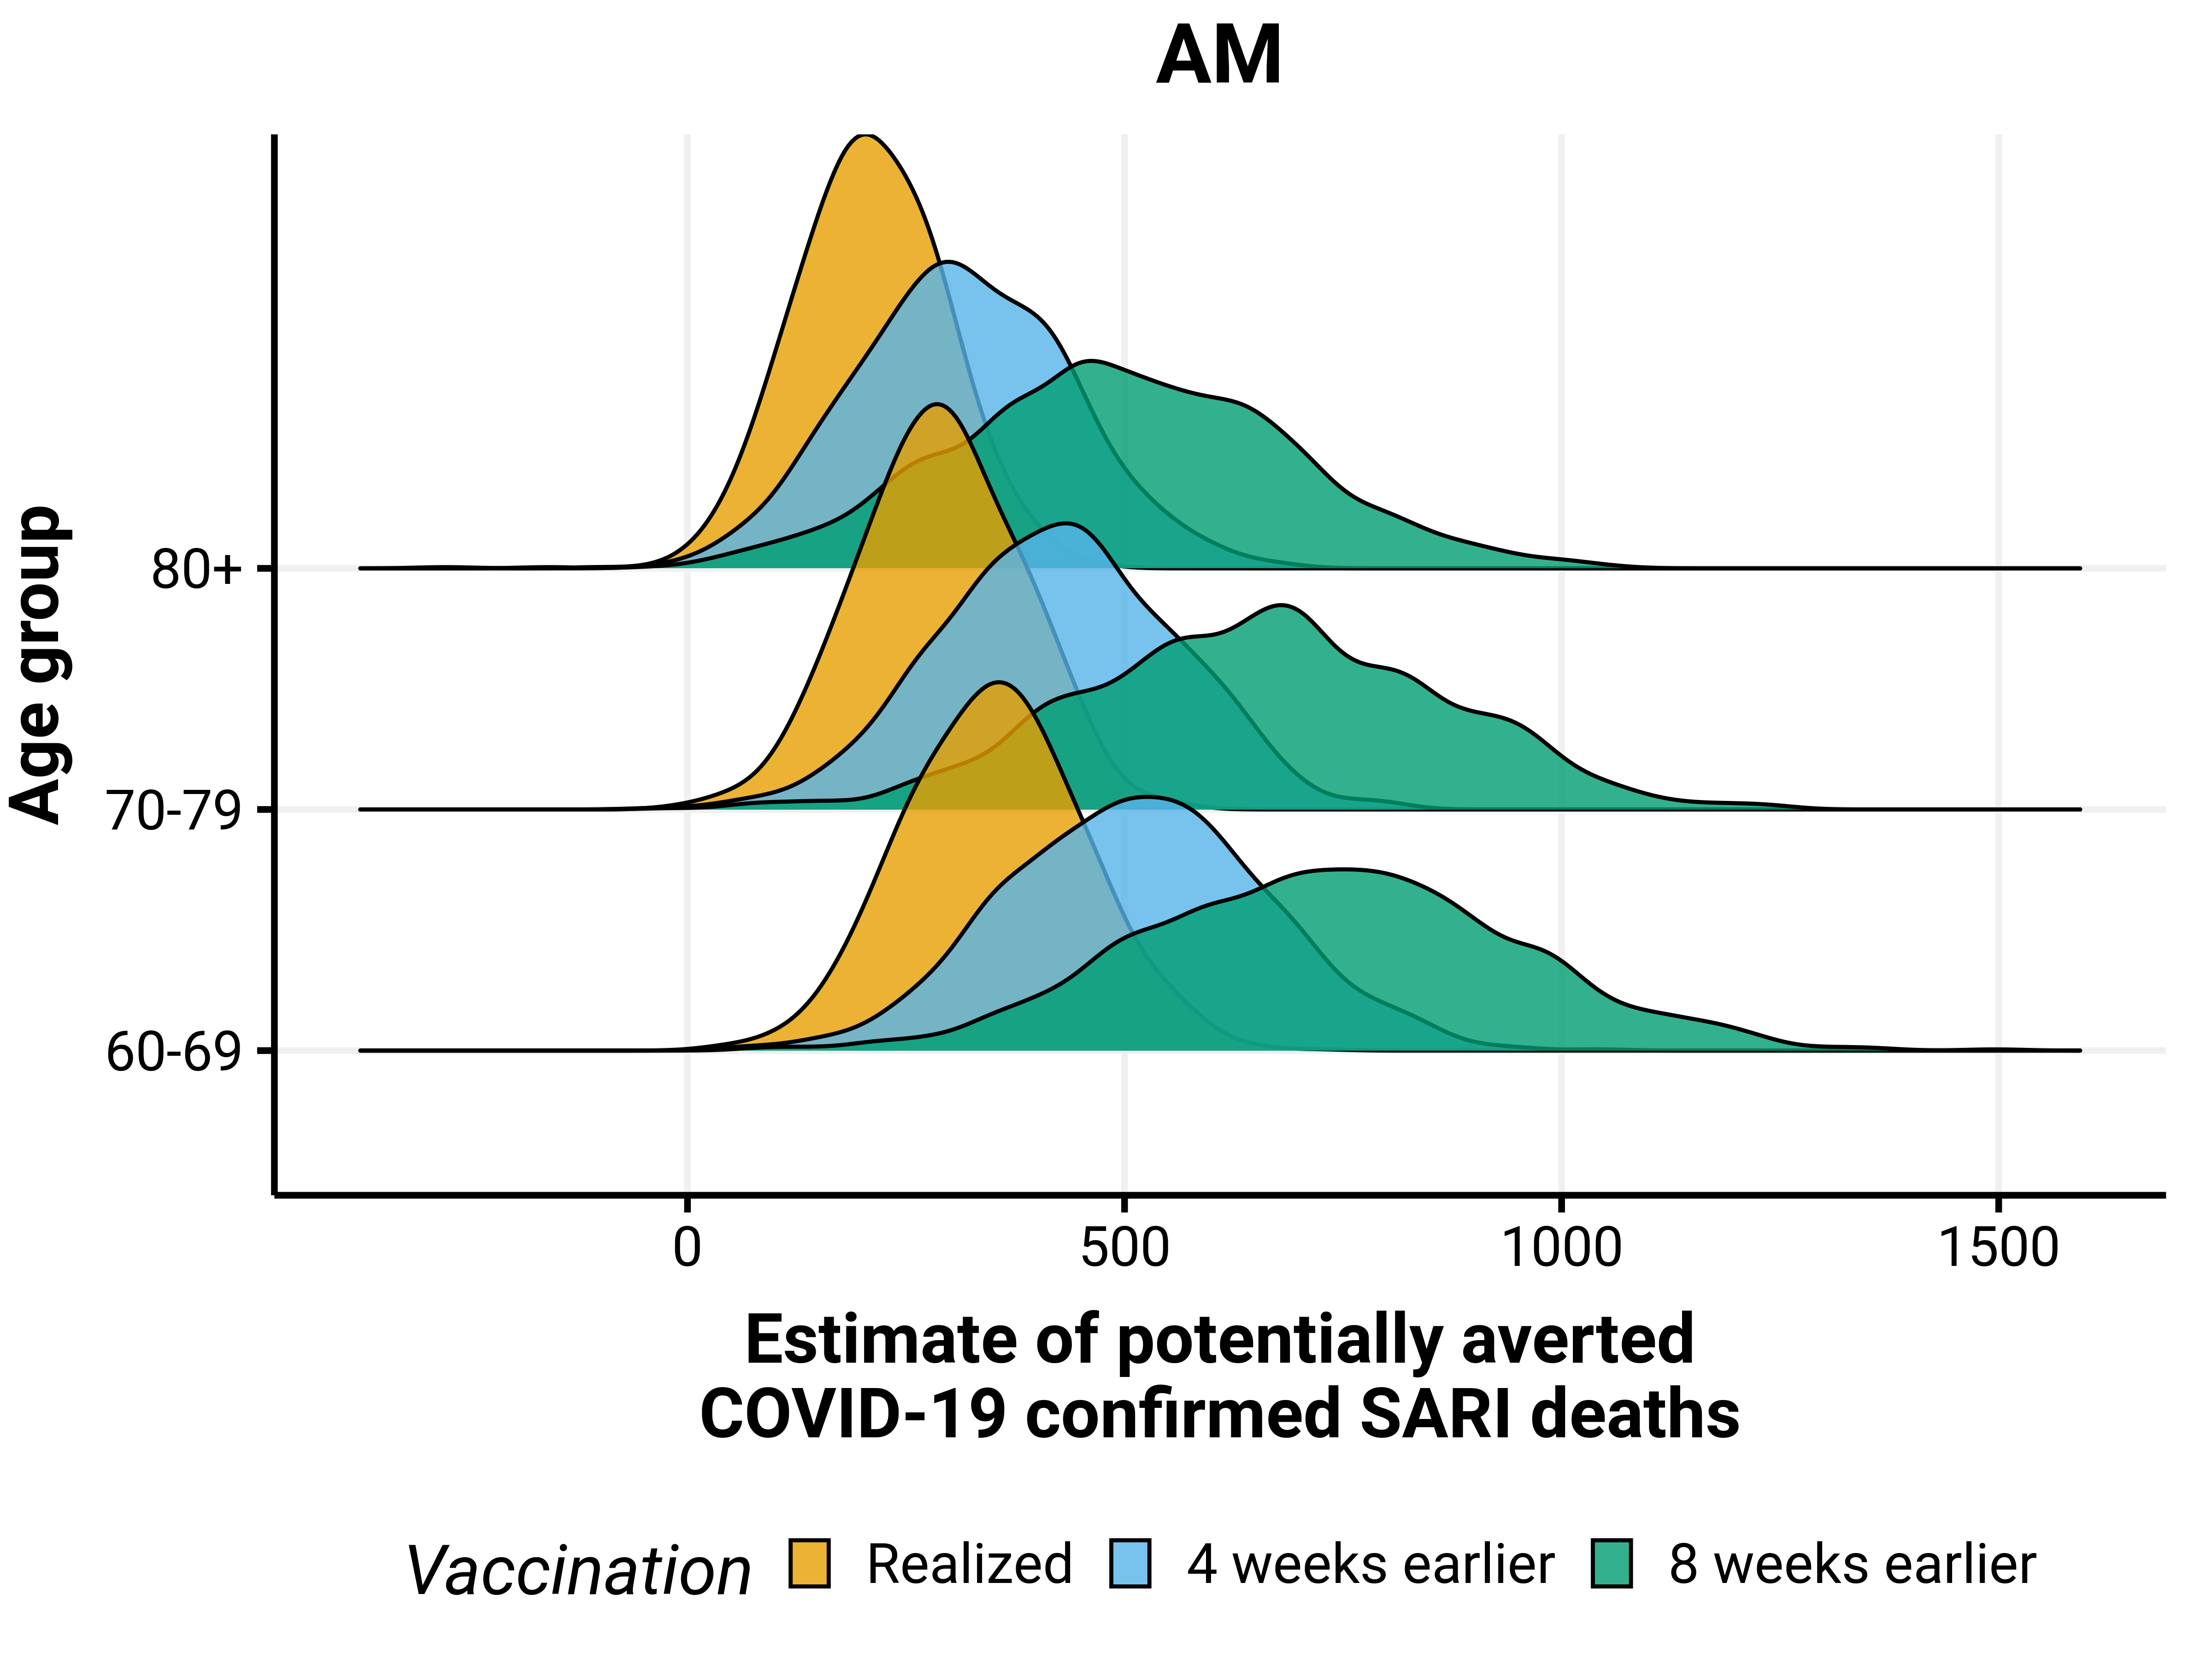 AM
Age group
80+
70-79
60-69
0 500 1000 1500
Estimate of potentially averted
COVID-19 confirmed SARI deaths
Vaccination Realized 4 weeks earlier 8 weeks earlier